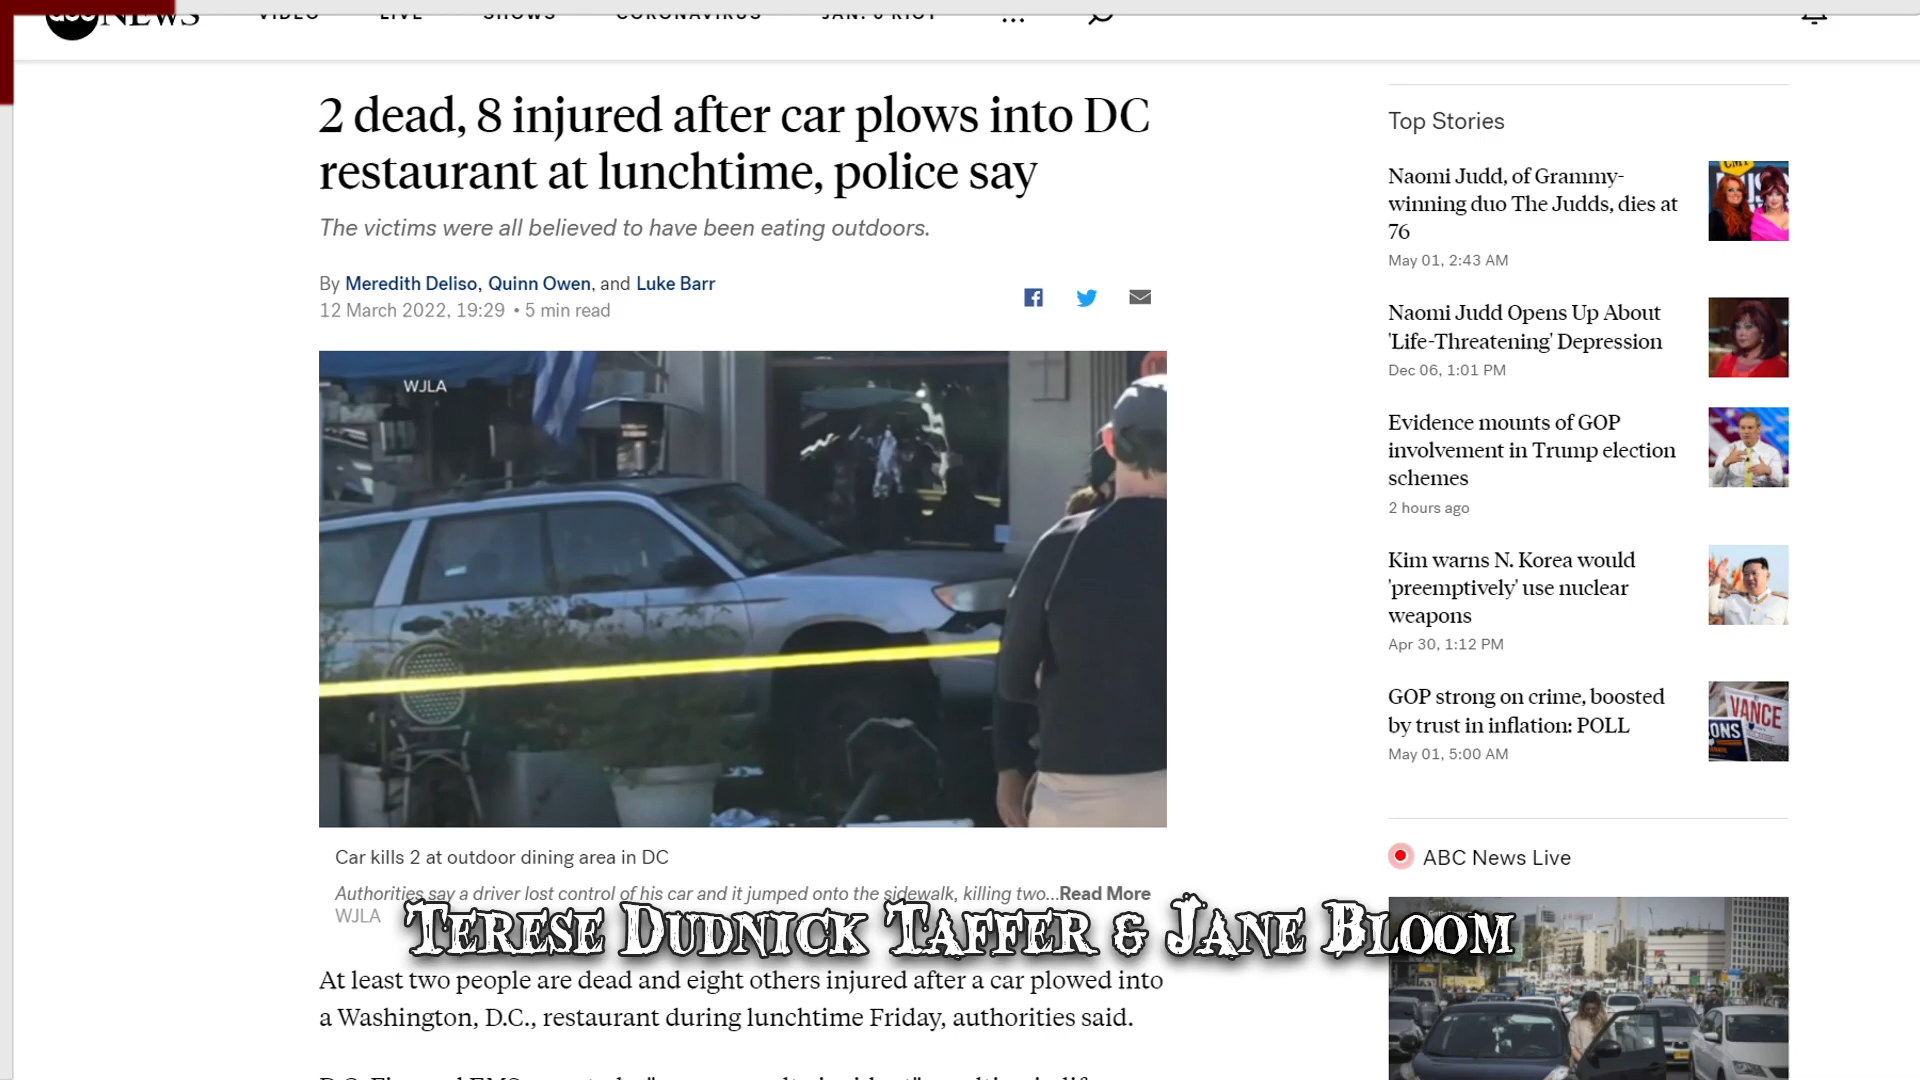 abc NEWS
VIDEO LIVE SHOWS CORONAVIRUS JAN. 6 RIOT ...
2 dead, 8 injured after car plows into DC
restaurant at lunchtime, police say
The victims were all believed to have been eating outdoors.
By Meredith Deliso, Quinn Owen, and Luke Barr
12 March 2022, 19:29 • 5 min read
WJLA
Car kills 2 at outdoor dining area in DC
Authorities say a driver lost control of his car and it jumped onto the sidewalk, killing two...Read More
WJLA
TERESE DUDNICK TAFFER & JANE BLOOM
At least two people are dead and eight others injured after a car plowed into
a Washington, D.C., restaurant during lunchtime Friday, authorities said.
Top Stories
Naomi Judd, of Grammy-
winning duo The Judds, dies at
76
May 01, 2:43 AM
CMT
Naomi Judd Opens Up About
'Life-Threatening' Depression
Dec 06, 1:01 PM
Evidence mounts of GOP
involvement in Trump election
schemes
2 hours ago
Kim warns N. Korea would
'preemptively' use nuclear
weapons
Apr 30, 1:12 PM
GOP strong on crime, boosted
by trust in inflation: POLL
May 01, 5:00 AM
VANCE
ONS
ABC News Live